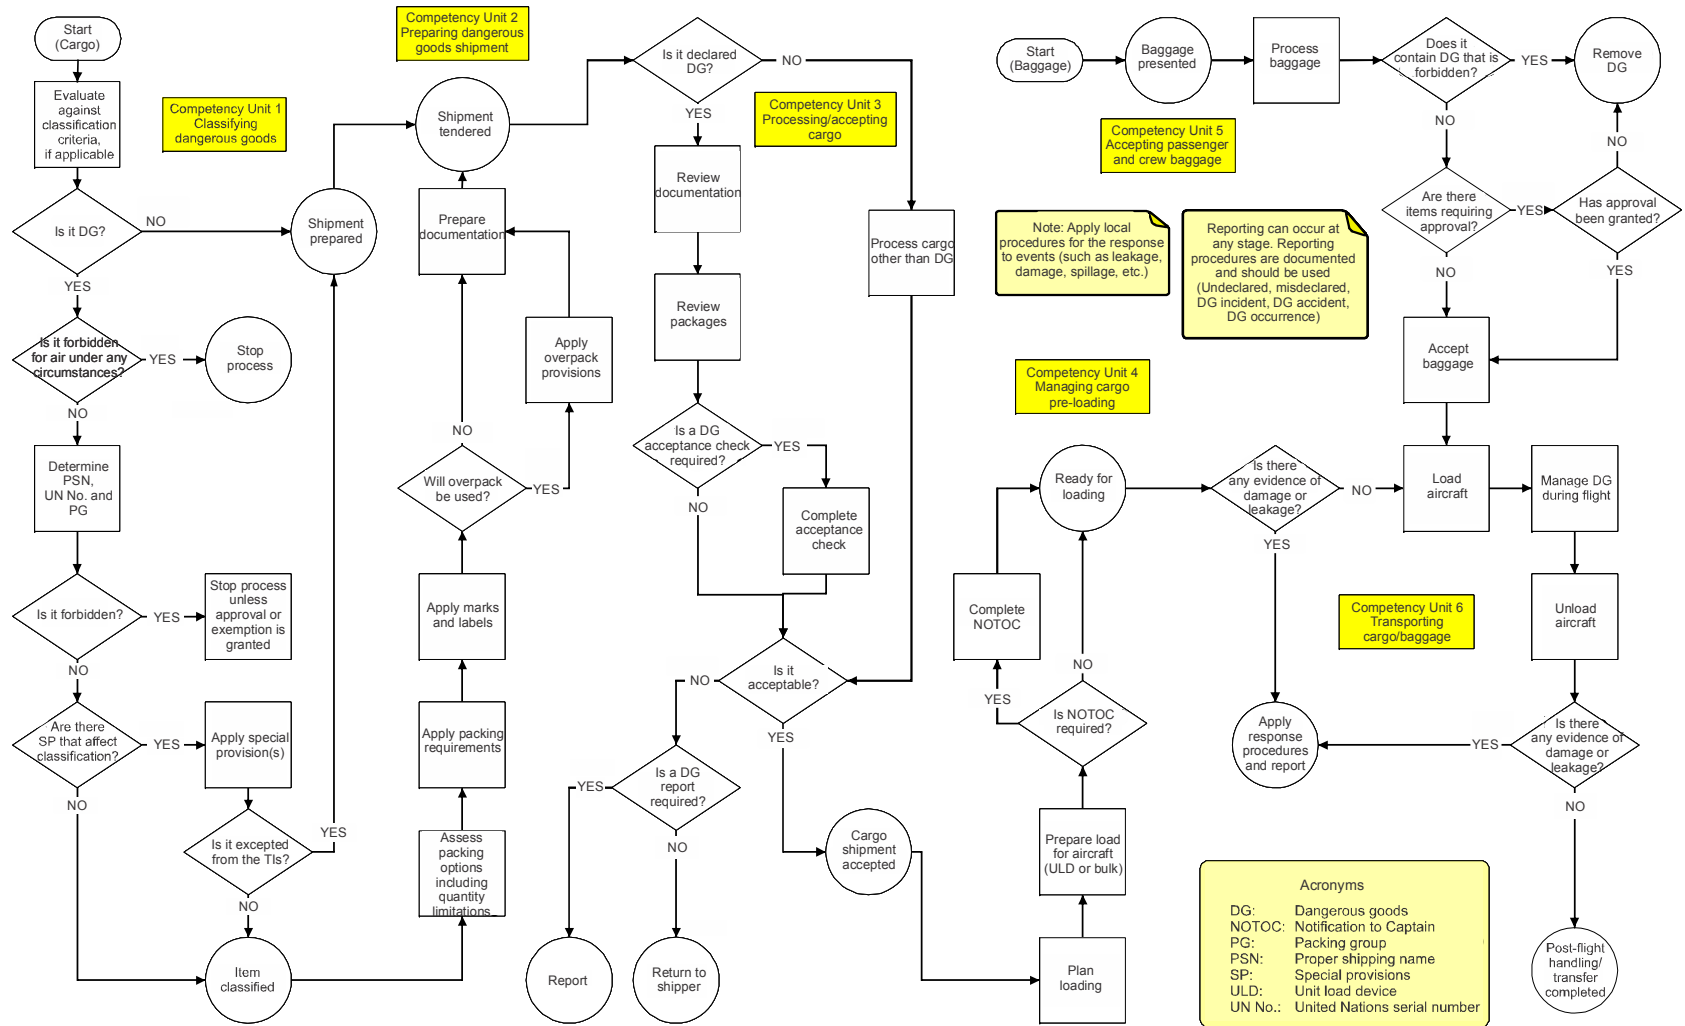 Start
(Cargo)
Evaluate
against
classification
criteria,
if applicable
Competency Unit 1
Classifying
dangerous goods
Is it DG?
NO
YES
Shipment
prepared
Is it forbidden
for air under any
circumstances?
YES
Stop
process
NO
Determine
PSN,
UN No. and
PG
Is it forbidden?
YES
Stop process
unless
approval or
exemption is
granted
NO
Are there
SP that affect
classification?
YES
Apply special
provision(s)
NO
Is it excepted
from the TIs?
YES
NO
Item
classified
Competency Unit 2
Preparing dangerous
goods shipment
Shipment
tendered
Prepare
documentation
Apply
overpack
provisions
NO
Will overpack
be used?
YES
Apply marks
and labels
Apply packing
requirements
Assess
packing
options
including
quantity
limitations
Is it declared
DG?
NO
YES
Competency Unit 3
Processing/accepting
cargo
Review
documentation
Process cargo
other than DG
Review
packages
Is a DG
acceptance check
required?
YES
NO
Complete
acceptance
check
Is it
acceptable?
NO
YES
Is a DG
report
required?
YES
NO
Report
Return to
shipper
Cargo
shipment
accepted
Competency Unit 4
Managing cargo
pre-loading
Ready for
loading
Complete
NOTOC
NO
YES
Is NOTOC
required?
Prepare load
for aircraft
(ULD or bulk)
Plan
loading
Start
(Baggage)
Baggage
presented
Process
baggage
Does it
contain DG that is
forbidden?
YES
Remove
DG
NO
NO
Competency Unit 5
Accepting passenger
and crew baggage
Are there
items requiring
approval?
YES
Has approval
been granted?
NO
YES
Note: Apply local
procedures for the response
to events (such as leakage,
damage, spillage, etc.)
Reporting can occur at
any stage. Reporting
procedures are documented
and should be used
(Undeclared, misdeclared,
DG incident, DG accident,
DG occurrence)
Accept
baggage
Is there
any evidence of
damage or
leakage?
NO
YES
Load
aircraft
Manage DG
during flight
Unload
aircraft
Competency Unit 6
Transporting
cargo/baggage
Is there
any evidence of
damage or
leakage?
YES
NO
Apply
response
procedures
and report
Post-flight
handling/
transfer
completed
Acronyms
DG: Dangerous goods
NOTOC: Notification to Captain
PG: Packing group
PSN: Proper shipping name
SP: Special provisions
ULD: Unit load device
UN No.: United Nations serial number